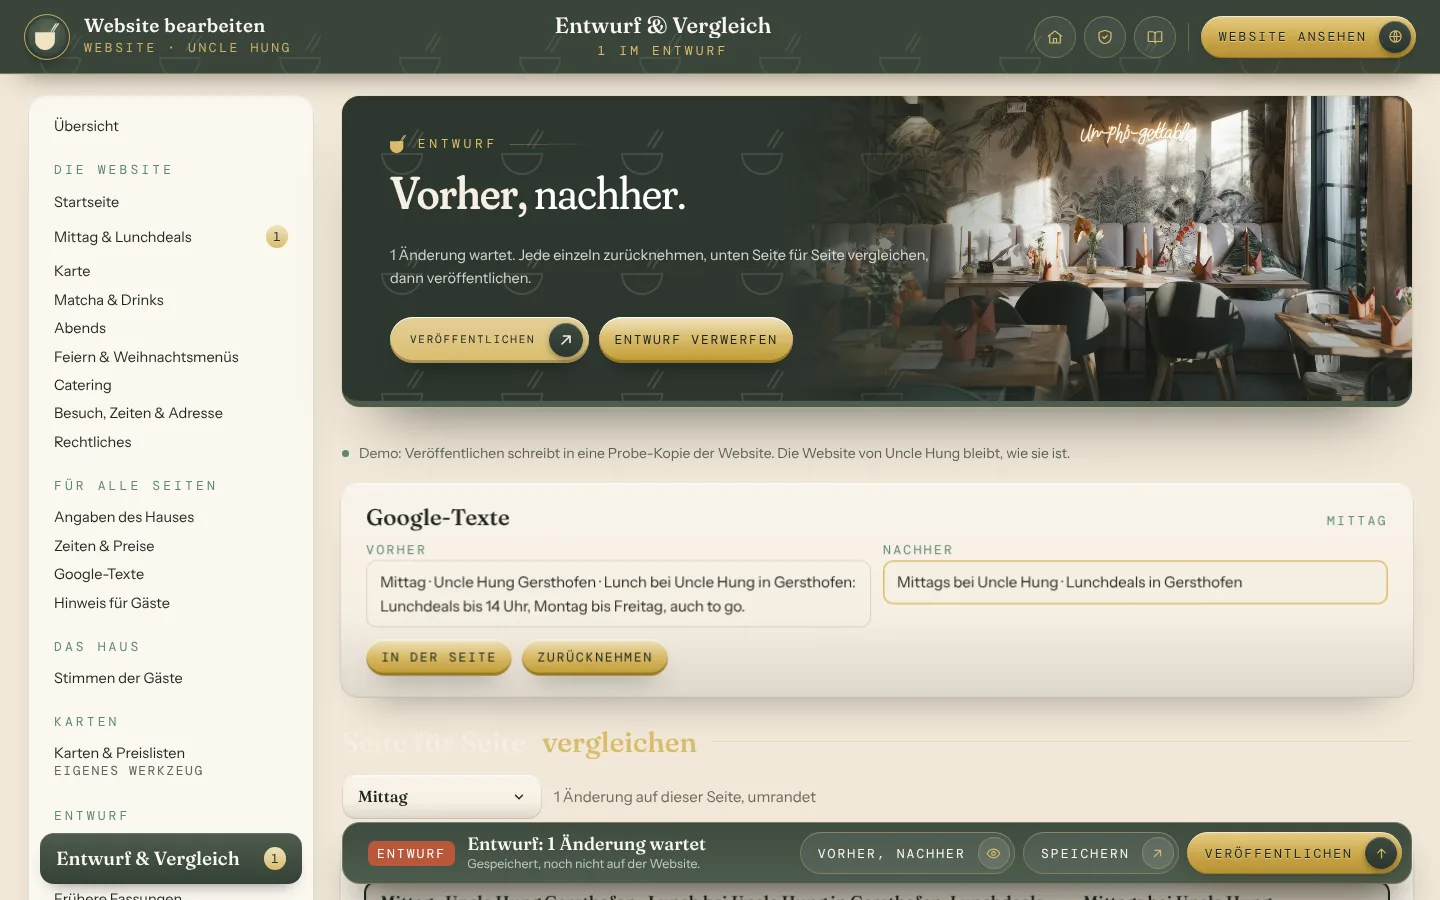 Website bearbeiten
WEBSITE · UNCLE HUNG
Entwurf & Vergleich
1 IM ENTWURF
WEBSITE ANSEHEN
Übersicht
DIE WEBSITE
Startseite
Mittag & Lunchdeals
1
Karte
Matcha & Drinks
Abends
Feiern & Weihnachtsmenüs
Catering
Besuch, Zeiten & Adresse
Rechtliches
FÜR ALLE SEITEN
Angaben des Hauses
Zeiten & Preise
Google-Texte
Hinweis für Gäste
DAS HAUS
Stimmen der Gäste
KARTEN
Karten & Preislisten
EIGENES WERKZEUG
ENTWURF
Entwurf & Vergleich
1
Frühere Fassungen
ENTWURF
Um-phở-gettable
Vorher, nachher.
1 Änderung wartet. Jede einzeln zurücknehmen, unten Seite für Seite vergleichen,
dann veröffentlichen.
VERÖFFENTLICHEN
ENTWURF VERWERFEN
Demo: Veröffentlichen schreibt in eine Probe-Kopie der Website. Die Website von Uncle Hung bleibt, wie sie ist.
Google-Texte
MITTAG
VORHER
NACHHER
Mittag · Uncle Hung Gersthofen · Lunch bei Uncle Hung in Gersthofen:
Lunchdeals bis 14 Uhr, Montag bis Freitag, auch to go.
Mittags bei Uncle Hung · Lunchdeals in Gersthofen
IN DER SEITE
ZURÜCKNEHMEN
Seite für Seite vergleichen
Mittag
1 Änderung auf dieser Seite, umrandet
ENTWURF
Entwurf: 1 Änderung wartet
Gespeichert, noch nicht auf der Website.
VORHER, NACHHER
SPEICHERN
VERÖFFENTLICHEN